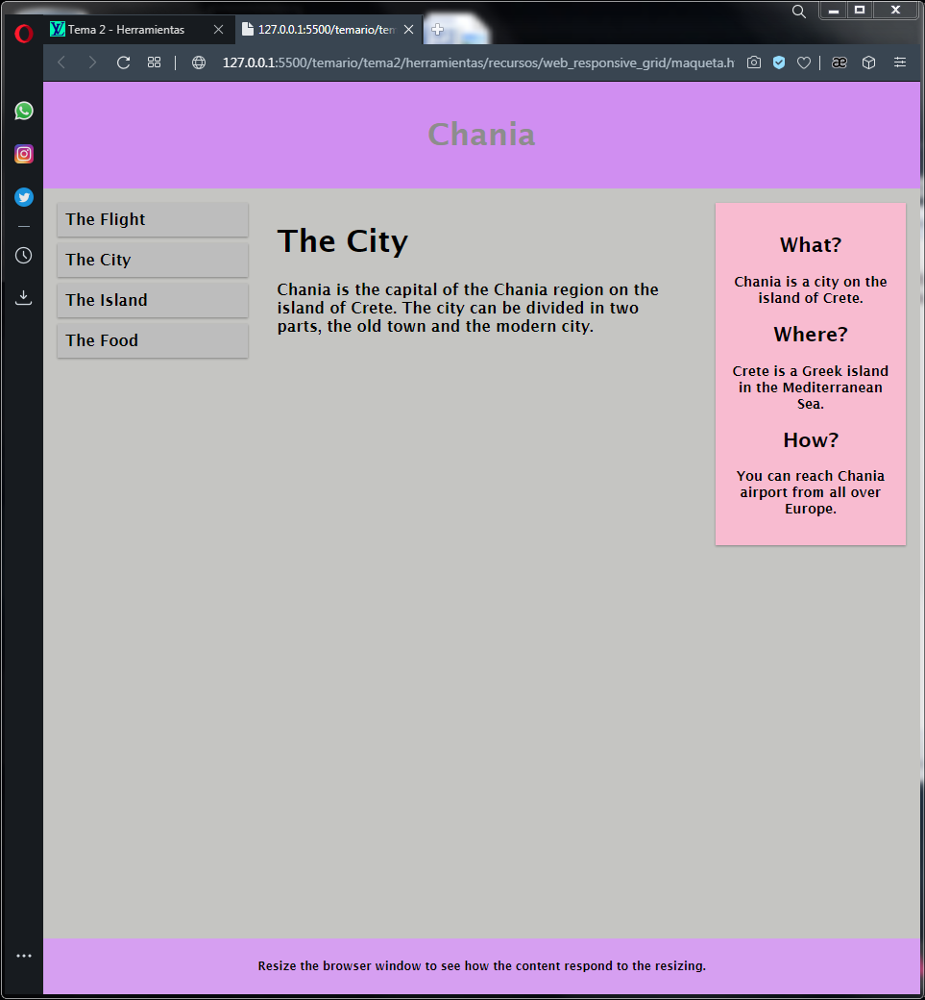 Tema 2 - Herramientas
127.0.0.1:5500/temario/tem
127.0.0.1:5500/temario/tema2/herramientas/recursos/web_responsive_grid/maqueta.h
Chania
The Flight
The City
The Island
The Food
The City
Chania is the capital of the Chania region on the
island of Crete. The city can be divided in two
parts, the old town and the modern city.
What?
Chania is a city on the
island of Crete.
Where?
Crete is a Greek island
in the Mediterranean
Sea.
How?
You can reach Chania
airport from all over
Europe.
Resize the browser window to see how the content respond to the resizing.